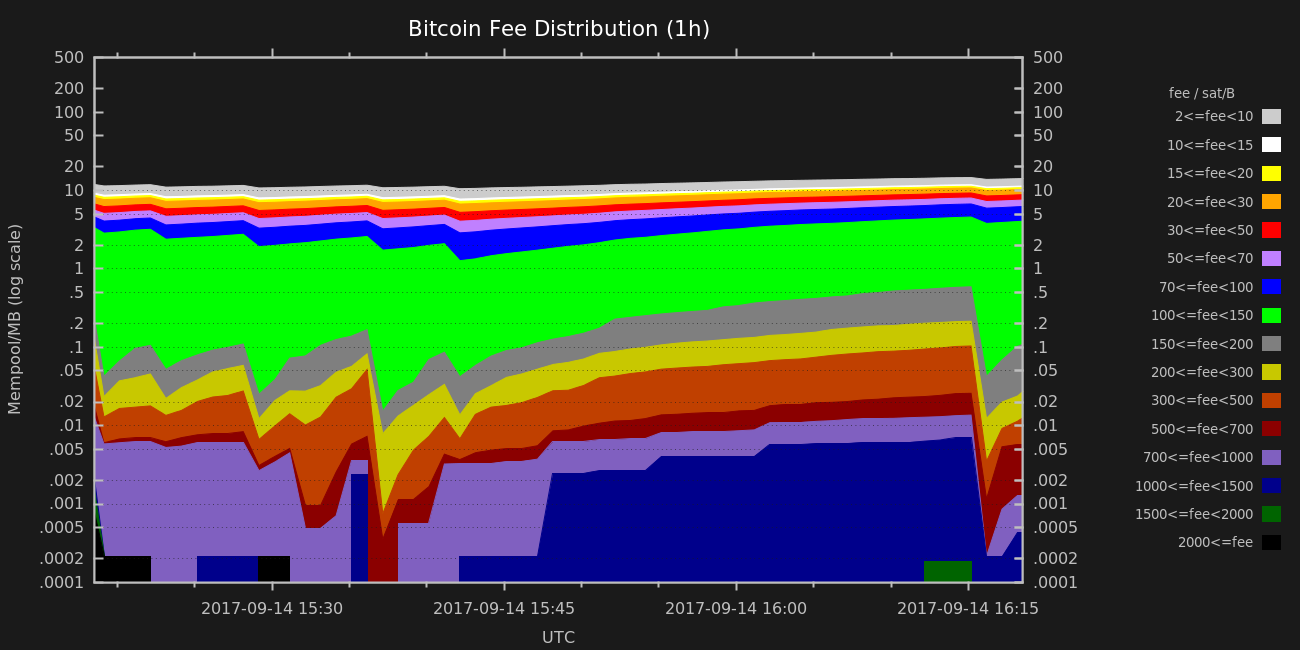 Bitcoin Fee Distribution (1h)
500
200
100
50
20
10
5
2
1
.5
.2
.1
.05
.02
.01
.005
.002
.001
.0005
.0002
.0001
Mempool/MB (log scale)
500
200
100
50
20
10
5
2
1
.5
.2
.1
.05
.02
.01
.005
.002
.001
.0005
.0002
.0001
2017-09-14 15:30
2017-09-14 15:45
2017-09-14 16:00
2017-09-14 16:15
UTC
fee / sat/B
2<=fee<10
10<=fee<15
15<=fee<20
20<=fee<30
30<=fee<50
50<=fee<70
70<=fee<100
100<=fee<150
150<=fee<200
200<=fee<300
300<=fee<500
500<=fee<700
700<=fee<1000
1000<=fee<1500
1500<=fee<2000
2000<=fee